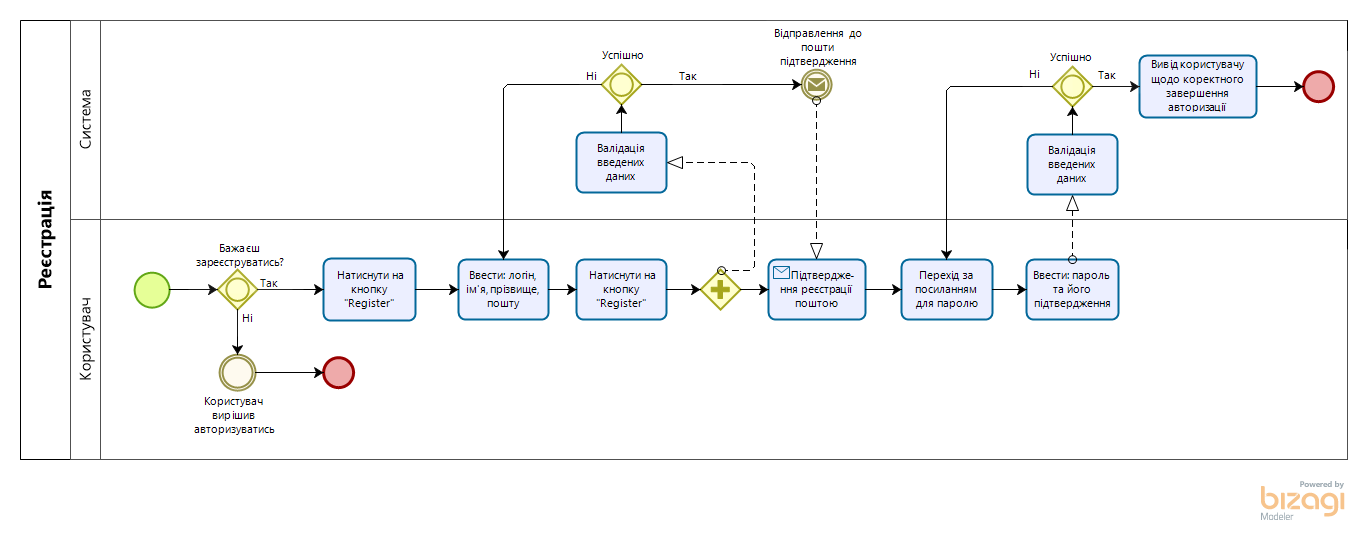 Реєстрація
Система
Користувач
Успішно
Ні
Так
Відправлення до
пошти
підтвердження
Валідація
введених
даних
Успішно
Ні
Так
Вивід користувачу
щодо коректного
завершення
авторизації
Валідація
введених
даних
Бажаєш
зареєструватись?
Так
Ні
Натиснути на
кнопку
"Register"
Ввести: логін,
ім'я, прізвище,
пошту
Натиснути на
кнопку
"Register"
Підтвердже-
ння реєстрації
поштою
Перехід за
посиланням
для паролю
Ввести: пароль
та його
підтвердження
Користувач
вирішив
авторизуватись
Powered by
bizagi
Modeler